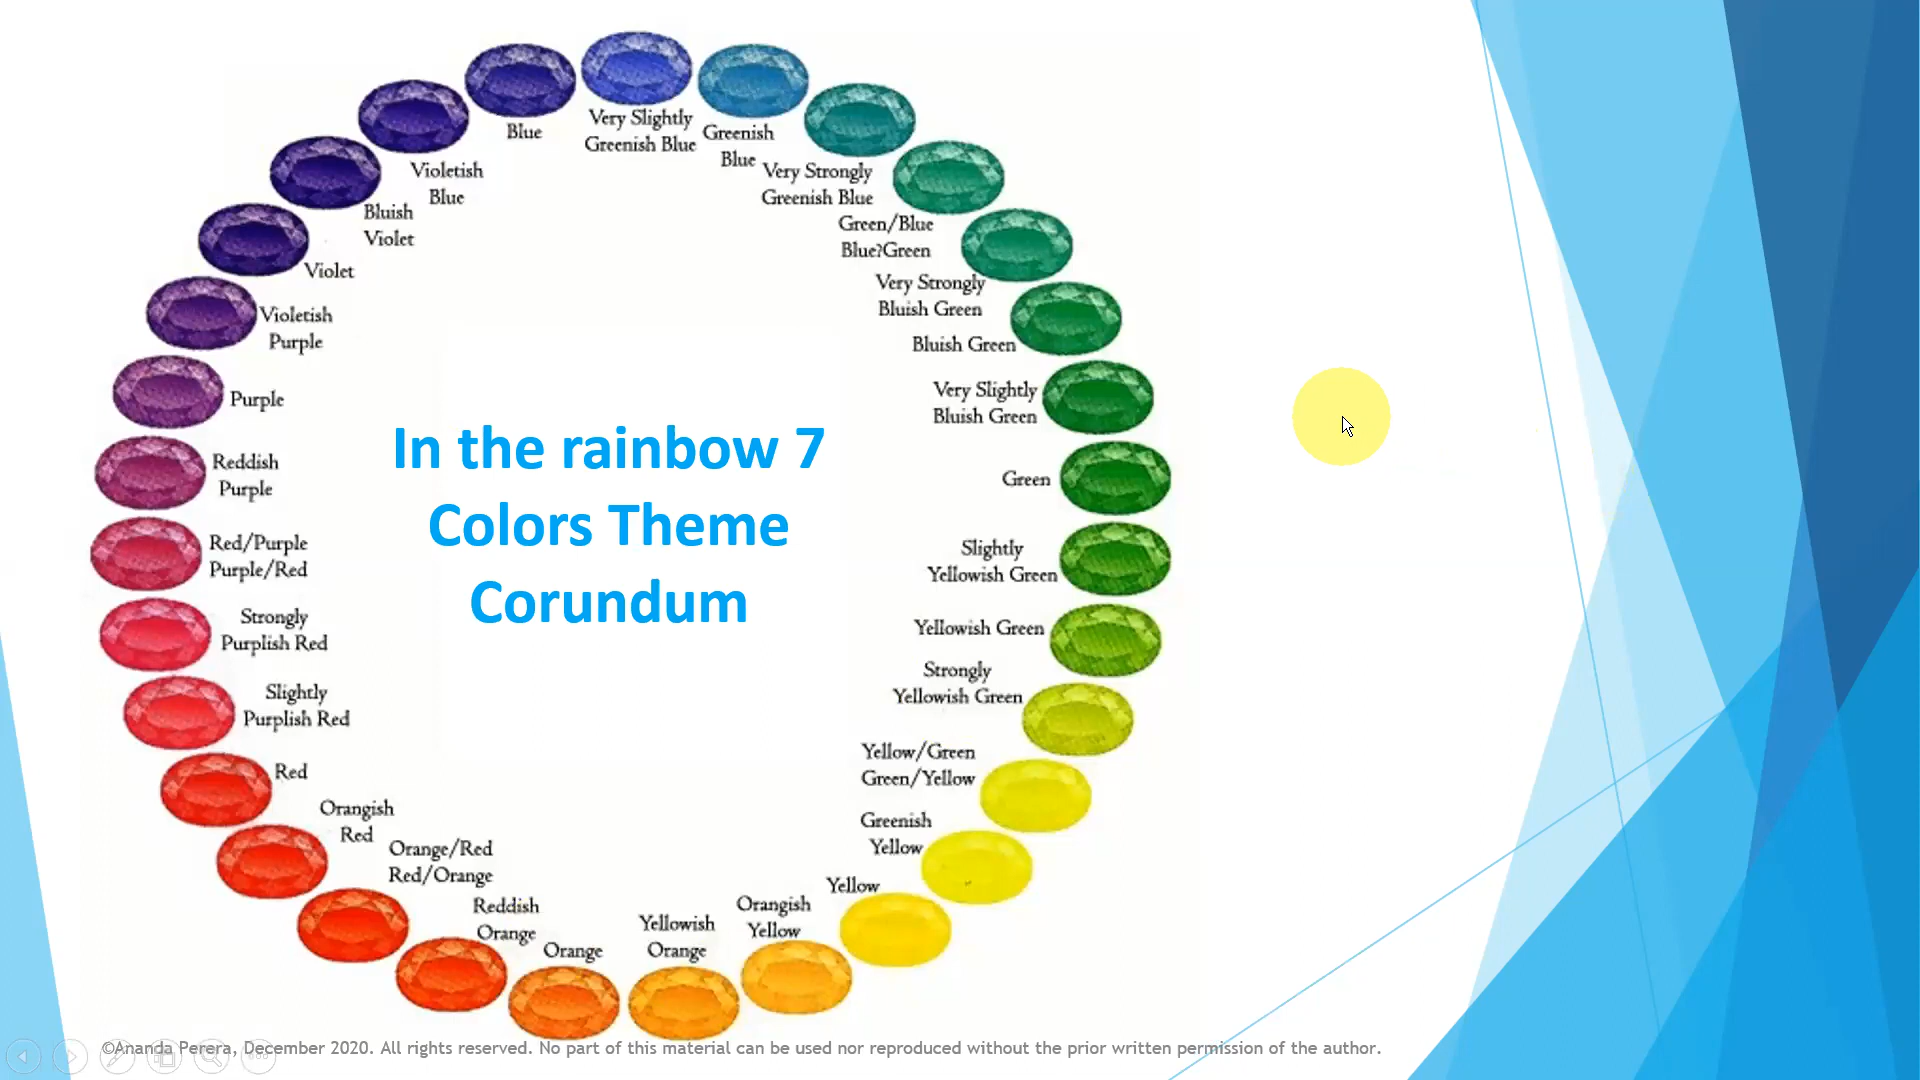 Blue
Very Slightly
Greenish Blue
Greenish
Blue
Very Strongly
Greenish Blue
Green/Blue
Blue?Green
Very Strongly
Bluish Green
Bluish Green
Very Slightly
Bluish Green
Green
Slightly
Yellowish Green
Yellowish Green
Strongly
Yellowish Green
Yellow/Green
Green/Yellow
Greenish
Yellow
Yellow
Orangish
Yellow
Yellowish
Orange
Orange
Reddish
Orange
Orange/Red
Red/Orange
Orangish
Red
Red
Slightly
Purplish Red
Strongly
Purplish Red
Red/Purple
Purple/Red
Reddish
Purple
Purple
Violetish
Purple
Violet
Bluish
Violet
Violetish
Blue
In the rainbow 7
Colors Theme
Corundum
©Ananda Perera, December 2020. All rights reserved. No part of this material can be used nor reproduced without the prior written permission of the author.